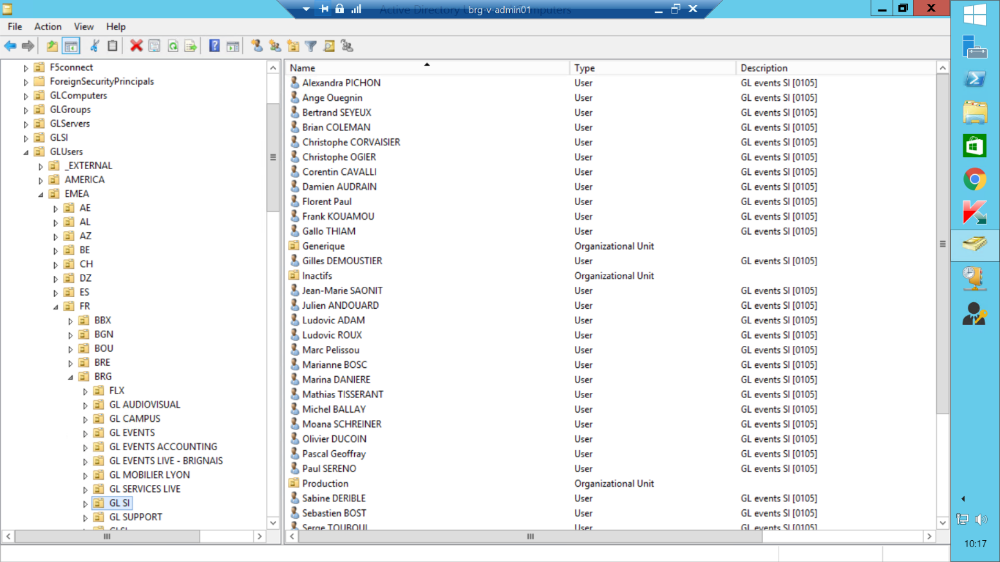 Active Directory Users and Computers
brg-v-admin01
File Action View Help
F5connect
ForeignSecurityPrincipals
GLComputers
GLGroups
GLServers
GLSI
GLUsers
_EXTERNAL
AMERICA
EMEA
AE
AL
AZ
BE
CH
DZ
ES
FR
BBX
BGN
BOU
BRE
BRG
FLX
GL AUDIOVISUAL
GL CAMPUS
GL EVENTS
GL EVENTS ACCOUNTING
GL EVENTS LIVE - BRIGNAIS
GL MOBILIER LYON
GL SERVICES LIVE
GL SI
GL SUPPORT
GLSI
Name Type Description
Alexandra PICHON User GL events SI [0105]
Ange Ouegnin User GL events SI [0105]
Bertrand SEYEUX User GL events SI [0105]
Brian COLEMAN User GL events SI [0105]
Christophe CORVAISIER User GL events SI [0105]
Christophe OGIER User GL events SI [0105]
Corentin CAVALLI User GL events SI [0105]
Damien AUDRAIN User GL events SI [0105]
Florent Paul User GL events SI [0105]
Frank KOUAMOU User GL events SI [0105]
Gallo THIAM User GL events SI [0105]
Generique Organizational Unit
Gilles DEMOUSTIER User GL events SI [0105]
Inactifs Organizational Unit
Jean-Marie SAONIT User GL events SI [0105]
Julien ANDOUARD User GL events SI [0105]
Ludovic ADAM User GL events SI [0105]
Ludovic ROUX User GL events SI [0105]
Marc Pelissou User GL events SI [0105]
Marianne BOSC User GL events SI [0105]
Marina DANIERE User GL events SI [0105]
Mathias TISSERANT User GL events SI [0105]
Michel BALLAY User GL events SI [0105]
Moana SCHREINER User GL events SI [0105]
Olivier DUCOIN User GL events SI [0105]
Pascal Geoffray User GL events SI [0105]
Paul SERENO User GL events SI [0105]
Production Organizational Unit
Sabine DERIBLE User GL events SI [0105]
Sebastien BOST User GL events SI [0105]
Serge TOUBOUL User GL events SI [0105]
10:17